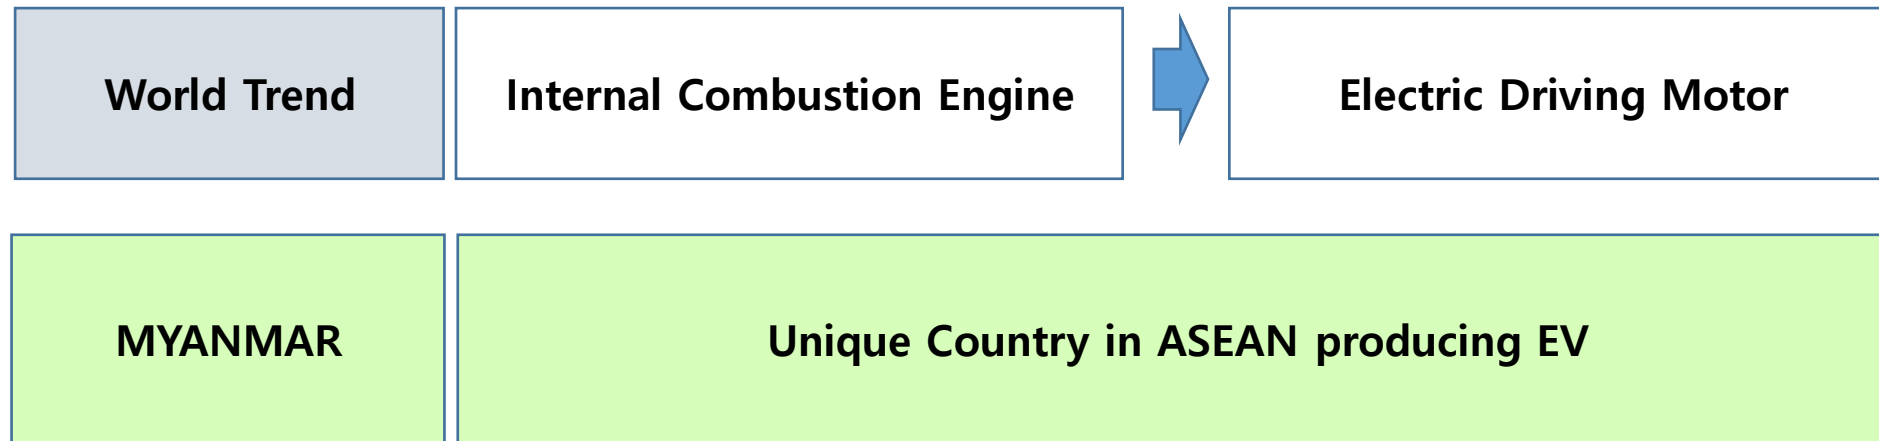 World Trend
Internal Combustion Engine
Electric Driving Motor
MYANMAR
Unique Country in ASEAN producing EV